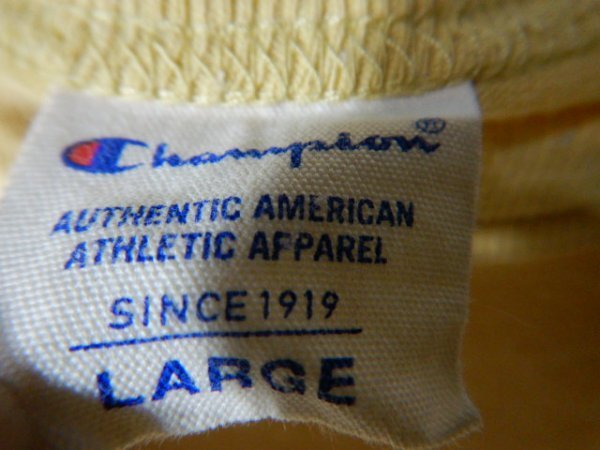 Champion®
AUTHENTIC AMERICAN
ATHLETIC APPAREL
SINCE 1919
LARGE